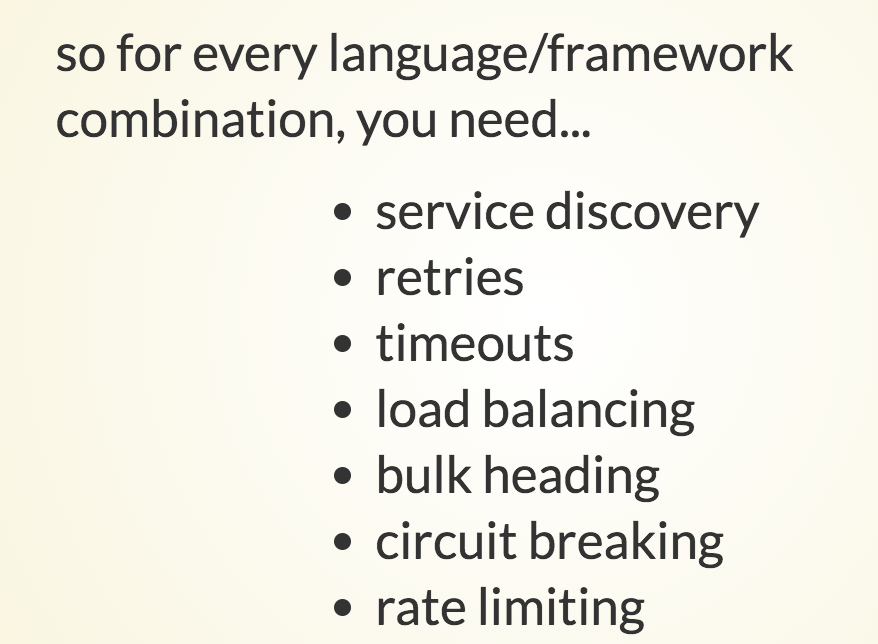 so for every language/framework
combination, you need...
• service discovery
• retries
• timeouts
• load balancing
• bulk heading
• circuit breaking
• rate limiting